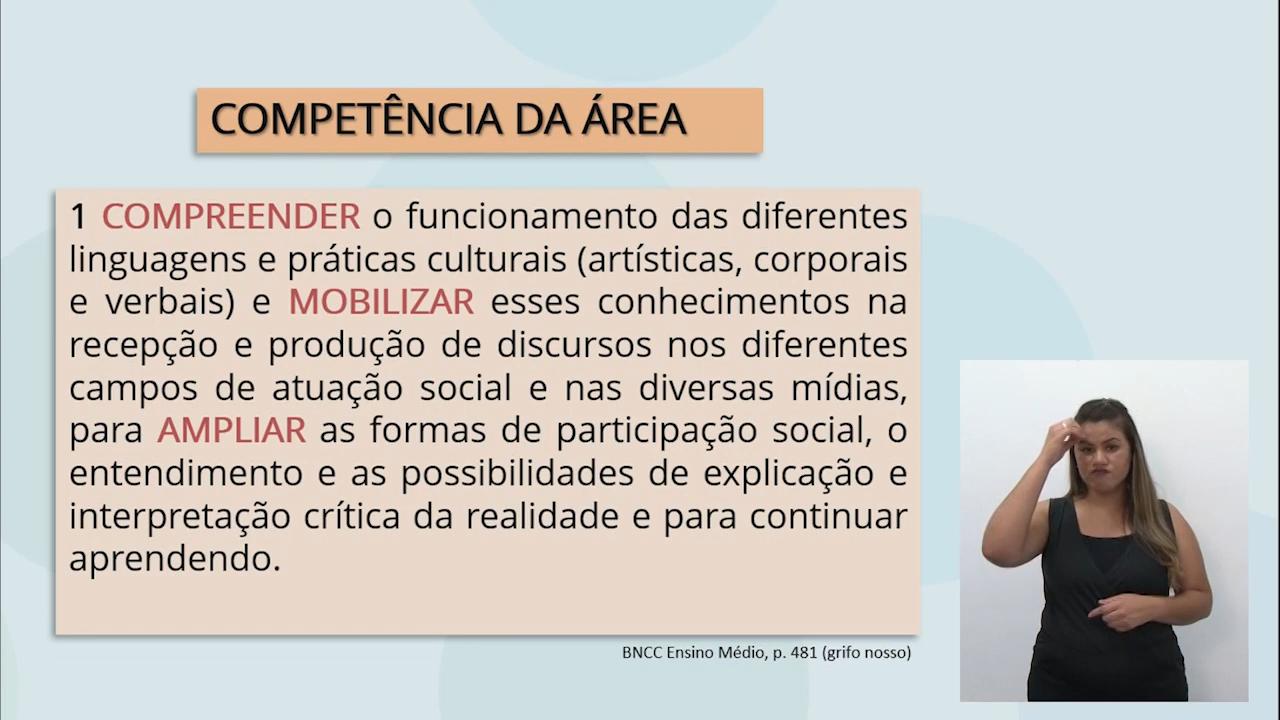 COMPETÊNCIA DA ÁREA
1 COMPREENDER o funcionamento das diferentes
linguagens e práticas culturais (artísticas, corporais
e verbais) e MOBILIZAR esses conhecimentos na
recepção e produção de discursos nos diferentes
campos de atuação social e nas diversas mídias,
para AMPLIAR as formas de participação social, o
entendimento e as possibilidades de explicação e
interpretação crítica da realidade e para continuar
aprendendo.
BNCC Ensino Médio, p. 481 (grifo nosso)